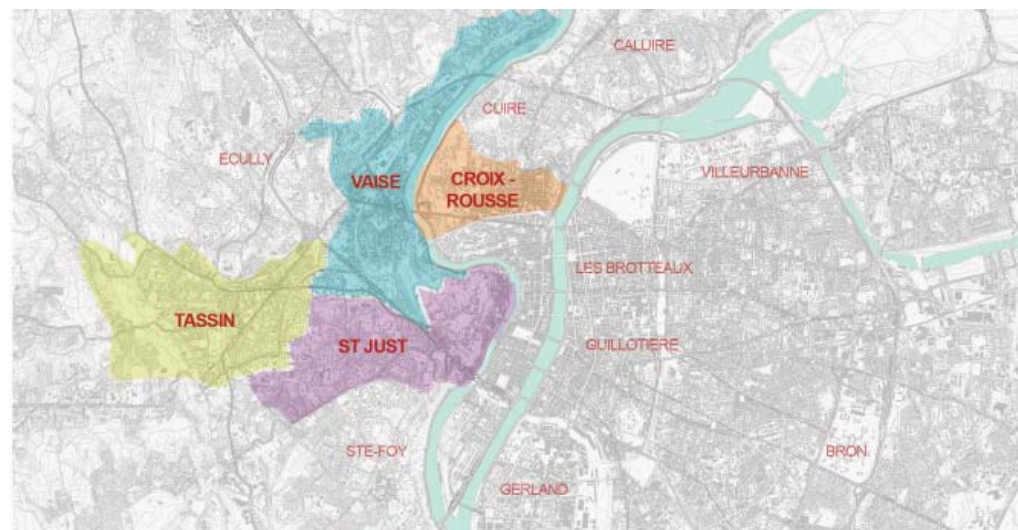 CALUIRE
CUIRE
ECULLY
VAISE
CROIX -
ROUSSE
VILLEURBANNE
LES BROTTEAUX
TASSIN
ST JUST
GUILLOTIERE
STE-FOY
BRON
GERLAND